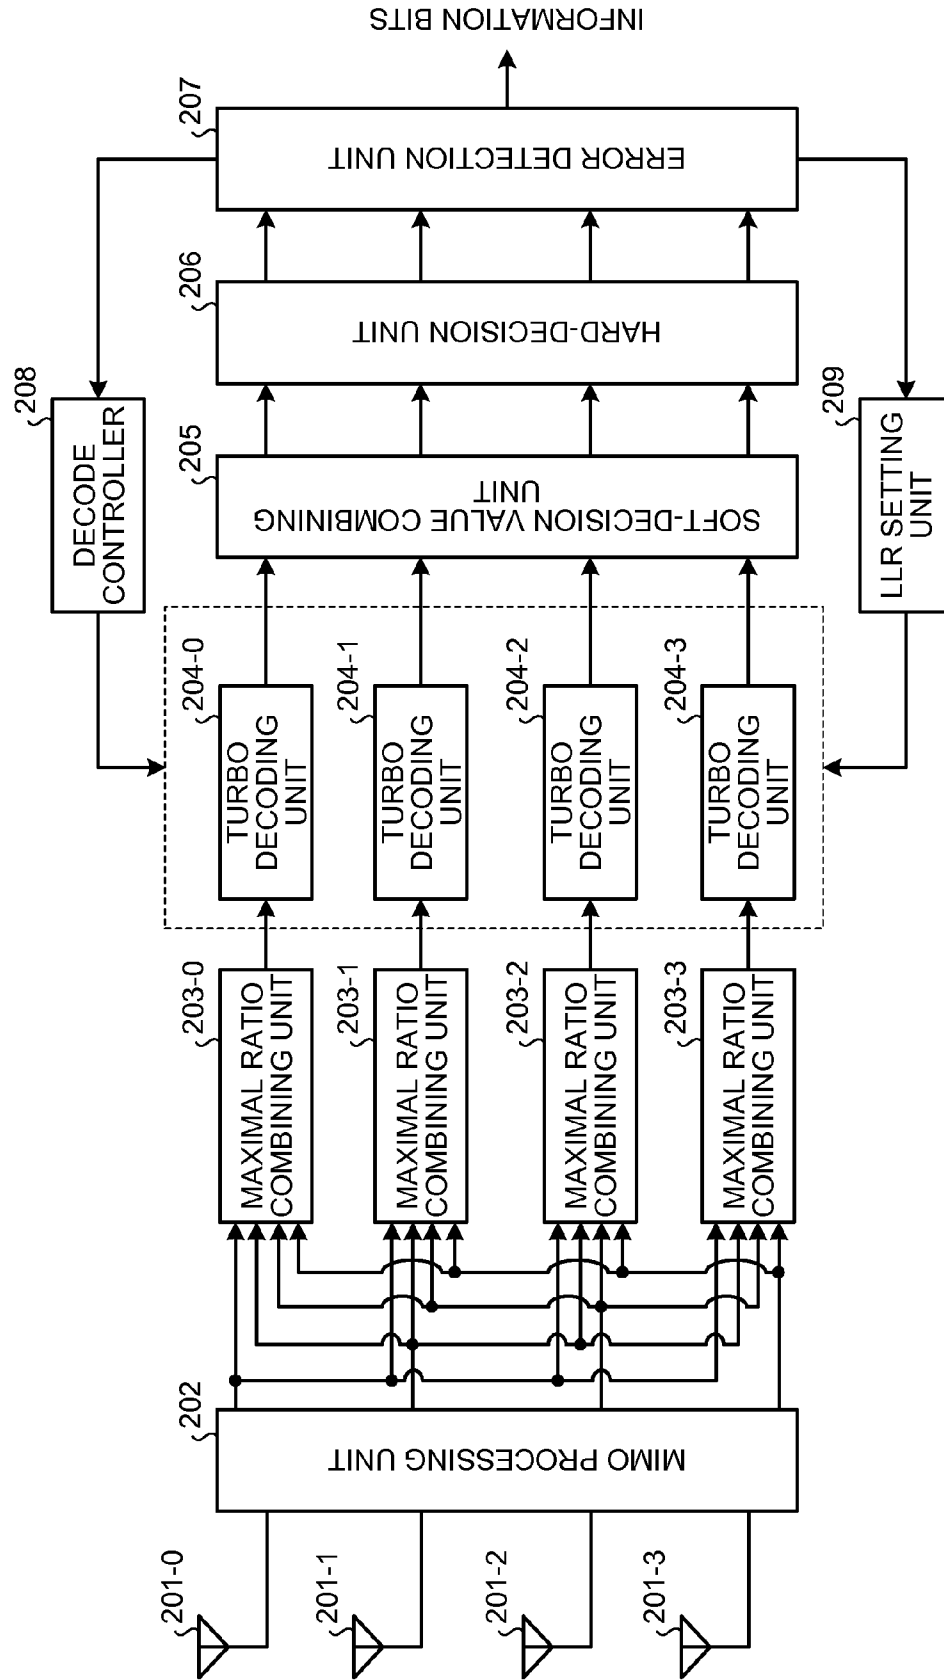 201-0
201-1
201-2
201-3
202
MIMO PROCESSING UNIT
203-0
MAXIMAL RATIO
COMBINING UNIT
203-1
MAXIMAL RATIO
COMBINING UNIT
203-2
MAXIMAL RATIO
COMBINING UNIT
203-3
MAXIMAL RATIO
COMBINING UNIT
204-0
TURBO
DECODING
UNIT
204-1
TURBO
DECODING
UNIT
204-2
TURBO
DECODING
UNIT
204-3
TURBO
DECODING
UNIT
205
SOFT-DECISION VALUE COMBINING
UNIT
206
HARD-DECISION UNIT
207
ERROR DETECTION UNIT
208
DECODE
CONTROLLER
209
LLR SETTING
UNIT
INFORMATION BITS